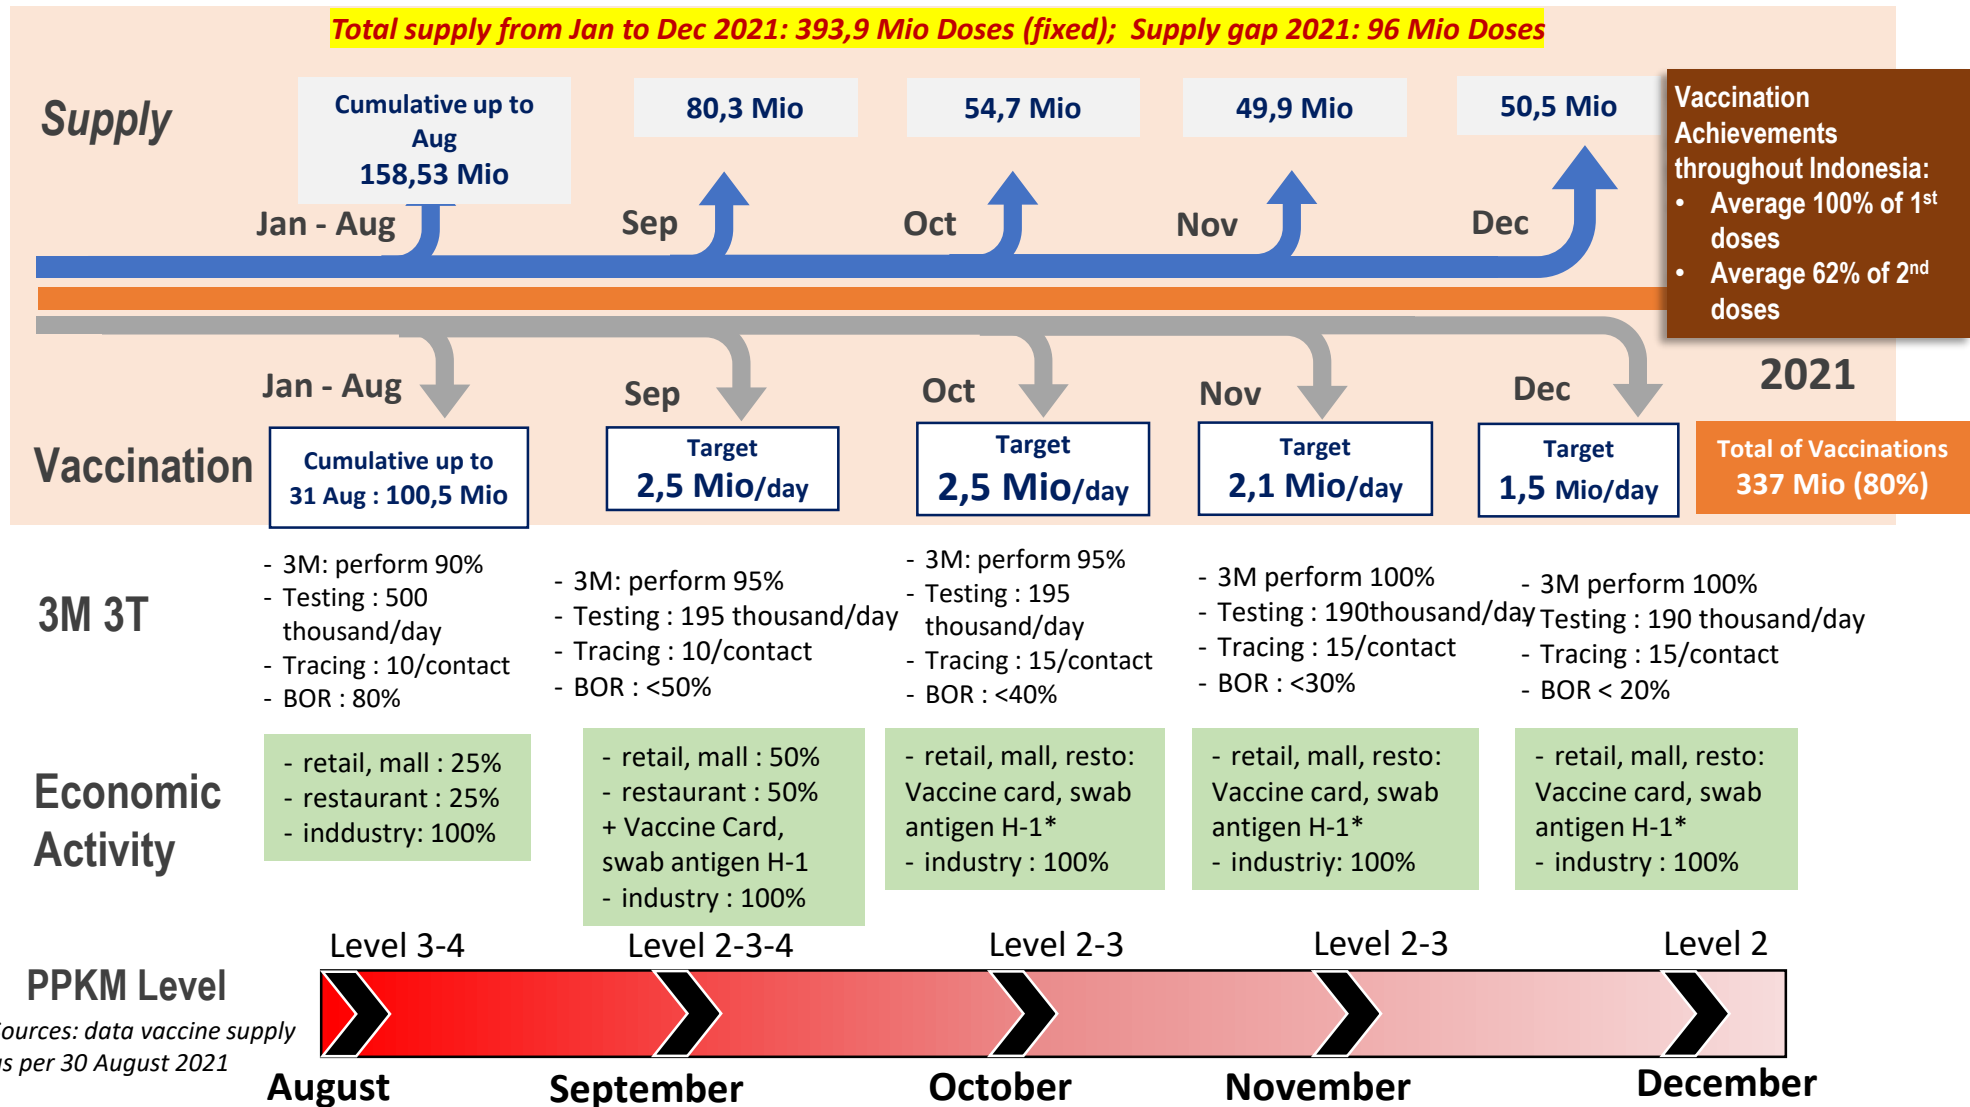 Total supply from Jan to Dec 2021: 393,9 Mio Doses (fixed); Supply gap 2021: 96 Mio Doses
Supply
Cumulative up to
Aug
158,53 Mio
80,3 Mio
54,7 Mio
49,9 Mio
50,5 Mio
Vaccination
Achievements
throughout Indonesia:
• Average 100% of 1st
doses
• Average 62% of 2nd
doses
Jan - Aug
Sep
Oct
Nov
Dec
2021
Jan - Aug
Sep
Oct
Nov
Dec
Vaccination
Cumulative up to
31 Aug : 100,5 Mio
Target
2,5 Mio/day
Target
2,5 Mio/day
Target
2,1 Mio/day
Target
1,5 Mio/day
Total of Vaccinations
337 Mio (80%)
3M 3T
- 3M: perform 90%
- Testing : 500
thousand/day
- Tracing : 10/contact
- BOR : 80%
- 3M: perform 95%
- Testing : 195 thousand/day
- Tracing : 10/contact
- BOR : <50%
- 3M: perform 95%
- Testing : 195
thousand/day
- Tracing : 15/contact
- BOR : <40%
- 3M perform 100%
- Testing : 190thousand/day
- Tracing : 15/contact
- BOR : <30%
- 3M perform 100%
Testing : 190 thousand/day
- Tracing : 15/contact
- BOR < 20%
Economic
Activity
- retail, mall : 25%
- restaurant : 25%
- inddustry: 100%
- retail, mall : 50%
- restaurant : 50%
+ Vaccine Card,
swab antigen H-1
- industry : 100%
- retail, mall, resto:
Vaccine card, swab
antigen H-1*
- industry : 100%
- retail, mall, resto:
Vaccine card, swab
antigen H-1*
- industriy: 100%
- retail, mall, resto:
Vaccine card, swab
antigen H-1*
- industry : 100%
Level 3-4
Level 2-3-4
Level 2-3
Level 2-3
Level 2
PPKM Level
ources: data vaccine supply
as per 30 August 2021
August
September
October
November
December